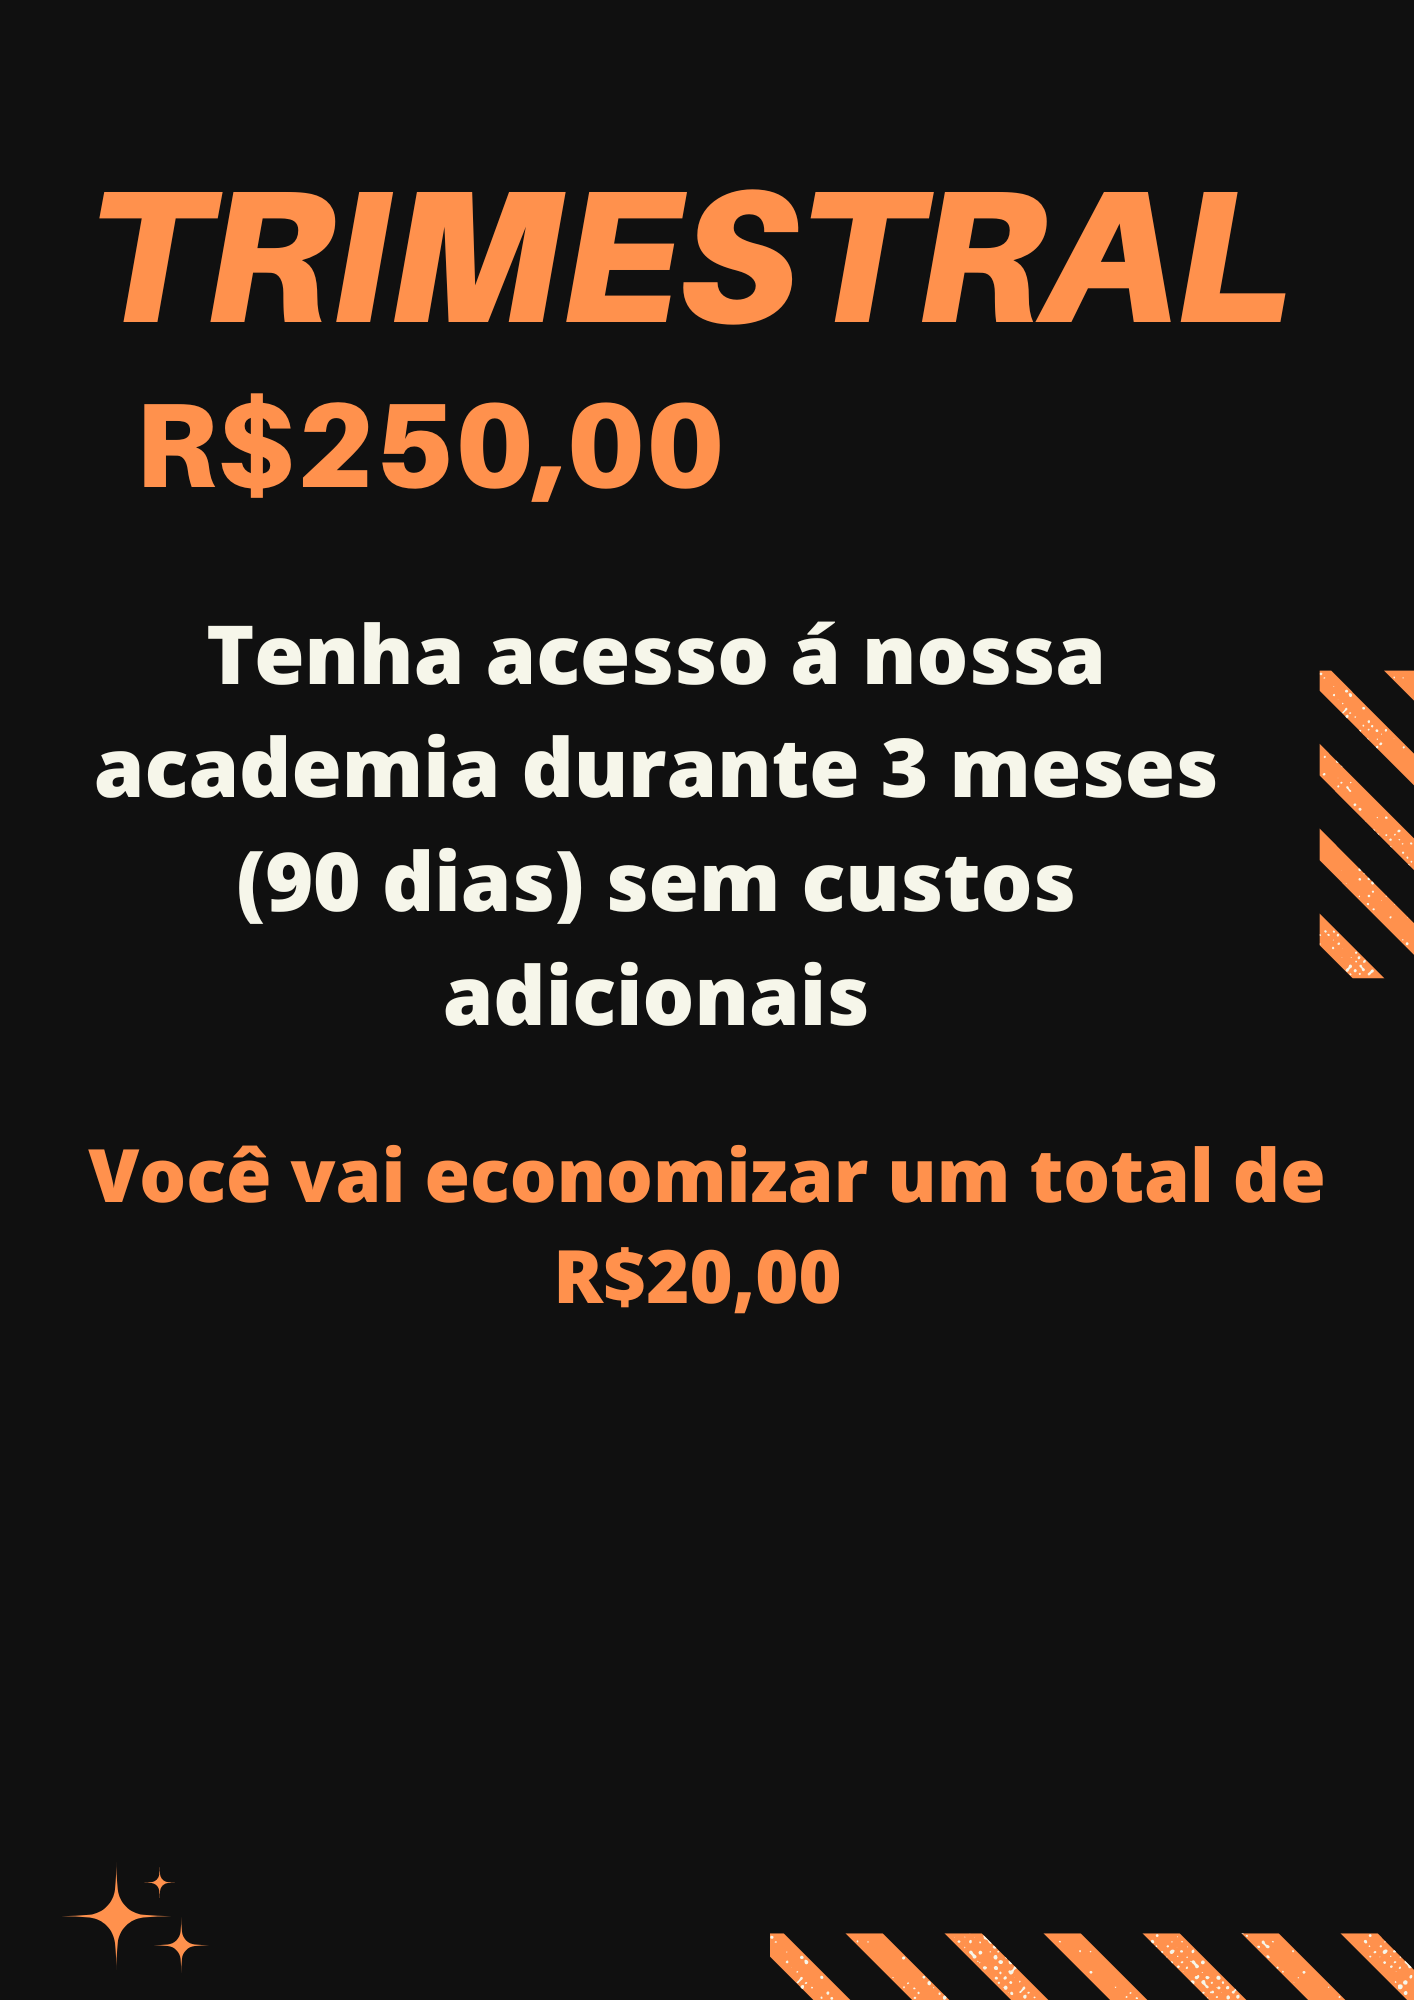 TRIMESTRAL
R$250,00
Tenha acesso á nossa
academia durante 3 meses
(90 dias) sem custos
adicionais
Você vai economizar um total de
R$20,00